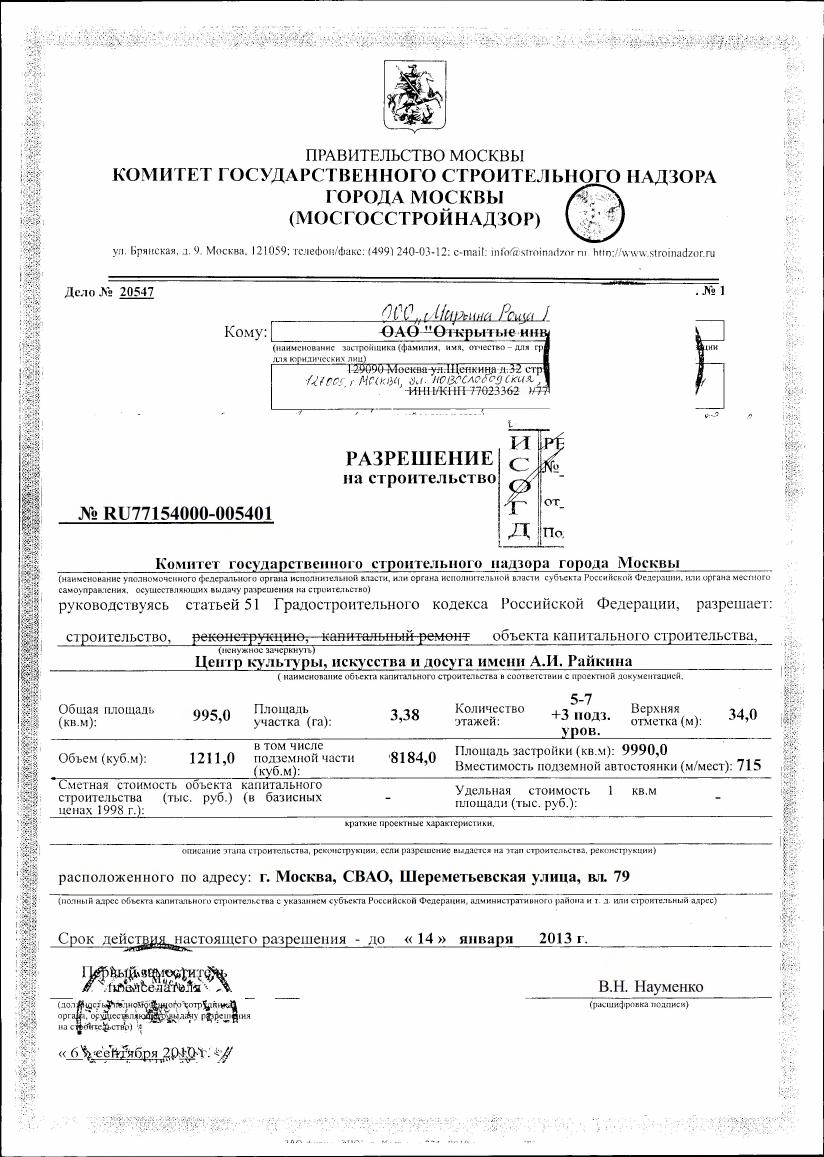 ПРАВИТЕЛЬСТВО МОСКВЫ
КОМИТЕТ ГОСУДАРСТВЕННОГО СТРОИТЕЛЬНОГО НАДЗОРА
ГОРОДА МОСКВЫ
(МОСГОССТРОЙНАДЗОР)
ул. Брянская, д. 9. Москва, 121059; телефон/факс: (499) 240-03-12; e-mail: info@stroinadzor.ru. http://www.stroinadzor.ru
Дело № 20547 . № 1
ООО „Марьина Роща 1
Кому: ОАО "Открытые инв
(наименование застройщика (фамилия, имя, отчество – для гр ции
для юридических лиц)
129090 Москва ул.Щепкина д.32 стр
127005, г МОСКВА, ул. НОВОСЛОБОДСКАЯ,
ИНН/КПП 77023362 /77
РАЗРЕШЕНИЕ
на строительство
ИСОГД
РЕ
№
от
По.
№ RU77154000-005401
Комитет государственного строительного надзора города Москвы
(наименование уполномоченного федерального органа исполнительной власти, или органа исполнительной власти субъекта Российской Федерации, или органа местного
самоуправления, осуществляющих выдачу разрешения на строительство)
руководствуясь статьей 51 Градостроительного кодекса Российской Федерации, разрешает:
строительство, реконструкцию, капитальный ремонт объекта капитального строительства,
(ненужное зачеркнуть)
Центр культуры, искусства и досуга имени А.И. Райкина
( наименование объекта капитального строительства в соответствии с проектной документацией,
Общая площадь (кв.м): 995,0 Площадь участка (га): 3,38 Количество этажей: 5-7 +3 подз. уров. Верхняя отметка (м): 34,0
Объем (куб.м): 1211,0 в том числе подземной части (куб.м): 8184,0 Площадь застройки (кв.м): 9990,0
Вместимость подземной автостоянки (м/мест): 715
Сметная стоимость объекта капитального строительства (тыс. руб.) (в базисных ценах 1998 г.): - Удельная стоимость 1 кв.м площади (тыс. руб.): -
краткие проектные характеристики,
описание этапа строительства, реконструкции, если разрешение выдается на этап строительства, реконструкции)
расположенного по адресу: г. Москва, СВАО, Шереметьевская улица, вл. 79
(полный адрес объекта капитального строительства с указанием субъекта Российской Федерации, административного района и т. д. или строительный адрес)
Срок действия настоящего разрешения - до « 14 » января 2013 г.
Первый заместитель
председателя В.Н. Науменко
(должность уполномоченного сотрудника (расшифровка подписи)
органа, осуществляющего выдачу разрешения
на строительство)
« 6 » сентября 2010 г.